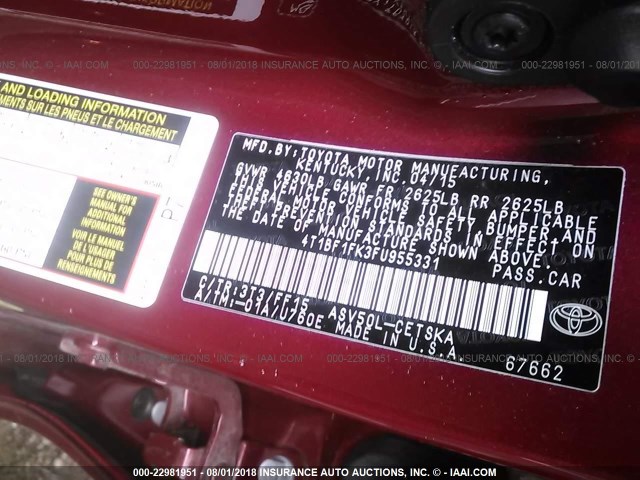 000-22981951 - 08/01/2018 INSURANCE AUTO AUCTIONS, INC. - © IAAI.COM
AND LOADING INFORMATION
SUR LES PNEUS ET LE CHARGEMENT
SEE OWNER'S
MANUAL FOR
ADDITIONAL
INFORMATION
VOIR LE MANUEL
DE L'USAGER
POUR PLUS DE
RENSEIGNEMENTS
MFD.BY: TOYOTA MOTOR MANUFACTURING,
KENTUCKY,INC. 04/15
GVWR 4630LB GAWR FR 2625LB RR 2625LB
THIS VEHICLE CONFORMS TO ALL APPLICABLE
FEDERAL MOTOR VEHICLE SAFETY,BUMPER,AND
THEFT PREVENTION STANDARDS IN EFFECT ON
THE DATE OF MANUFACTURE SHOWN ABOVE.
4T1BF1FK3FU955331 PASS.CAR
C/TR:3T3/FF15 ASV50L-CETSKA
A/TM:-01A/U760E MADE IN U.S.A
TOYOTA
67662
000-22981951 - 08/01/2018 INSURANCE AUTO AUCTIONS, INC. - © IAAI.COM